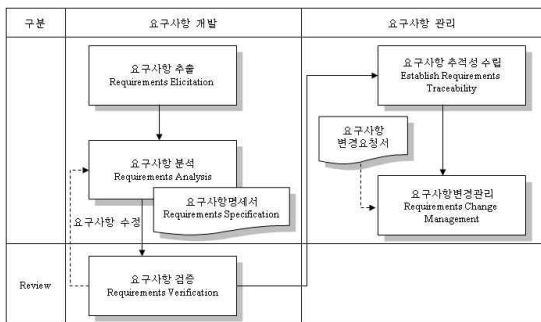 구분
요구사항 개발
요구사항 관리
요구사항 추출
Requirements Elicitation
요구사항 추적성 수립
Establish Requirements
Traceability
요구사항
변경요청서
요구사항 분석
Requirements Analysis
요구사항명세서
Requirements Specification
요구사항변경관리
Requirements Change
Management
요구사항 수정
Review
요구사항 검증
Requirements Verification